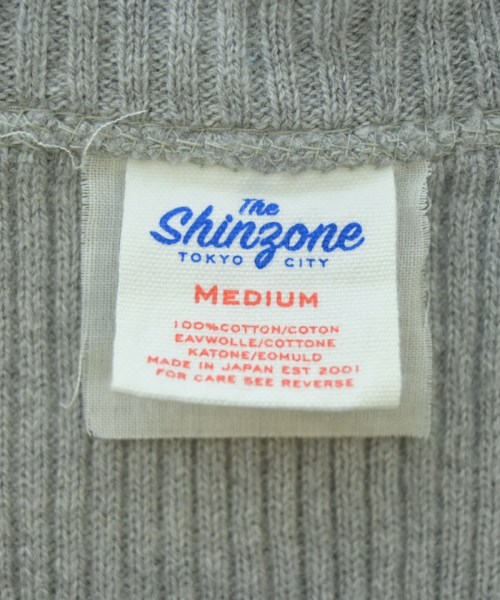 The
Shinzone
TOKYO CITY
MEDIUM
100%COTTON/COTON
EAVWOLLE/COTTONE
KATONE/EOMULD
MADE IN JAPAN EST 2001
FOR CARE SEE REVERSE